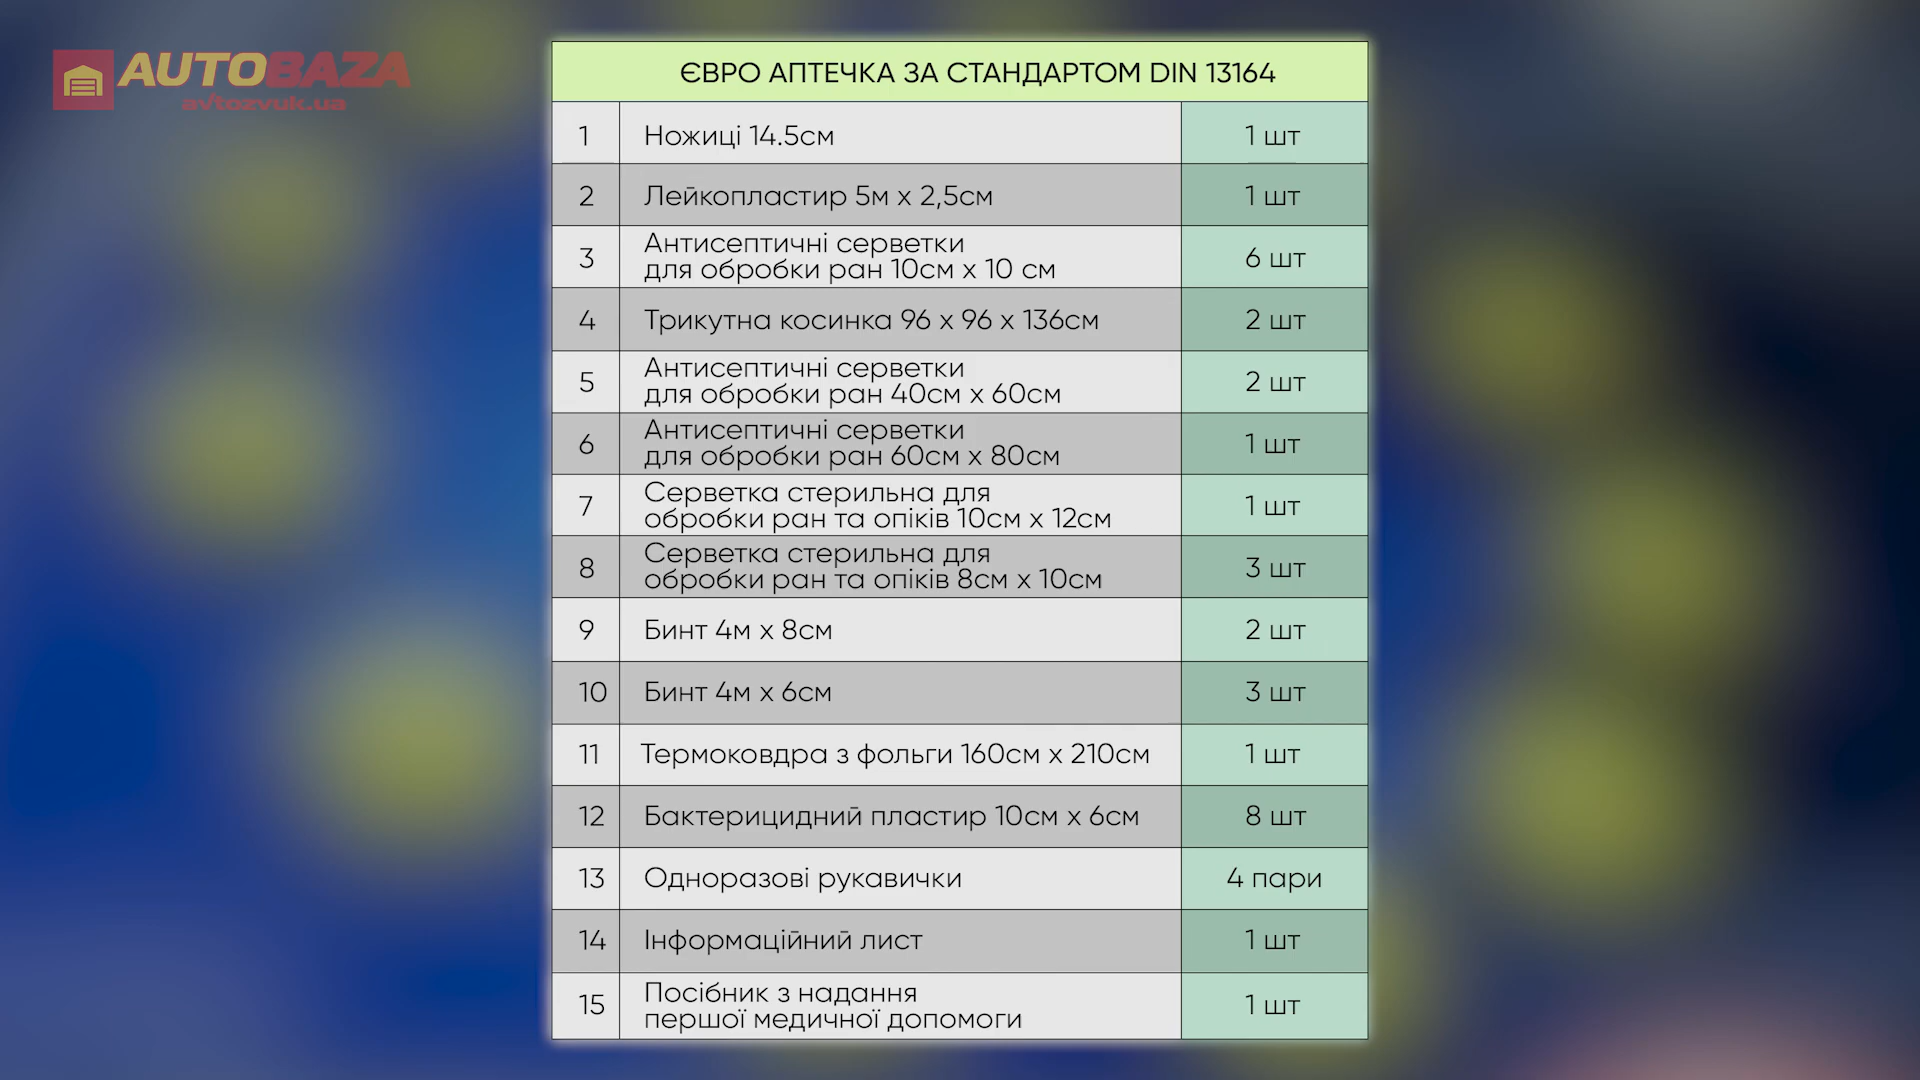 AUTOBAZA
avtozvuk.ua
ЄВРО АПТЕЧКА ЗА СТАНДАРТОМ DIN 13164
1 Ножиці 14.5см 1 шт
2 Лейкопластир 5м х 2,5см 1 шт
Антисептичні серветки
3 для обробки ран 10см х 10 см 6 шт
4 Трикутна косинка 96 х 96 х 136см 2 шт
Антисептичні серветки
5 для обробки ран 40см х 60см 2 шт
Антисептичні серветки
6 для обробки ран 60см х 80см 1 шт
Серветка стерильна для
7 обробки ран та опіків 10см х 12см 1 шт
Серветка стерильна для
8 обробки ран та опіків 8см х 10см 3 шт
9 Бинт 4м х 8см 2 шт
10 Бинт 4м х 6см 3 шт
11 Термоковдра з фольги 160см х 210см 1 шт
12 Бактерицидний пластир 10см х 6см 8 шт
13 Одноразові рукавички 4 пари
14 Інформаційний лист 1 шт
Посібник з надання
15 першої медичної допомоги 1 шт